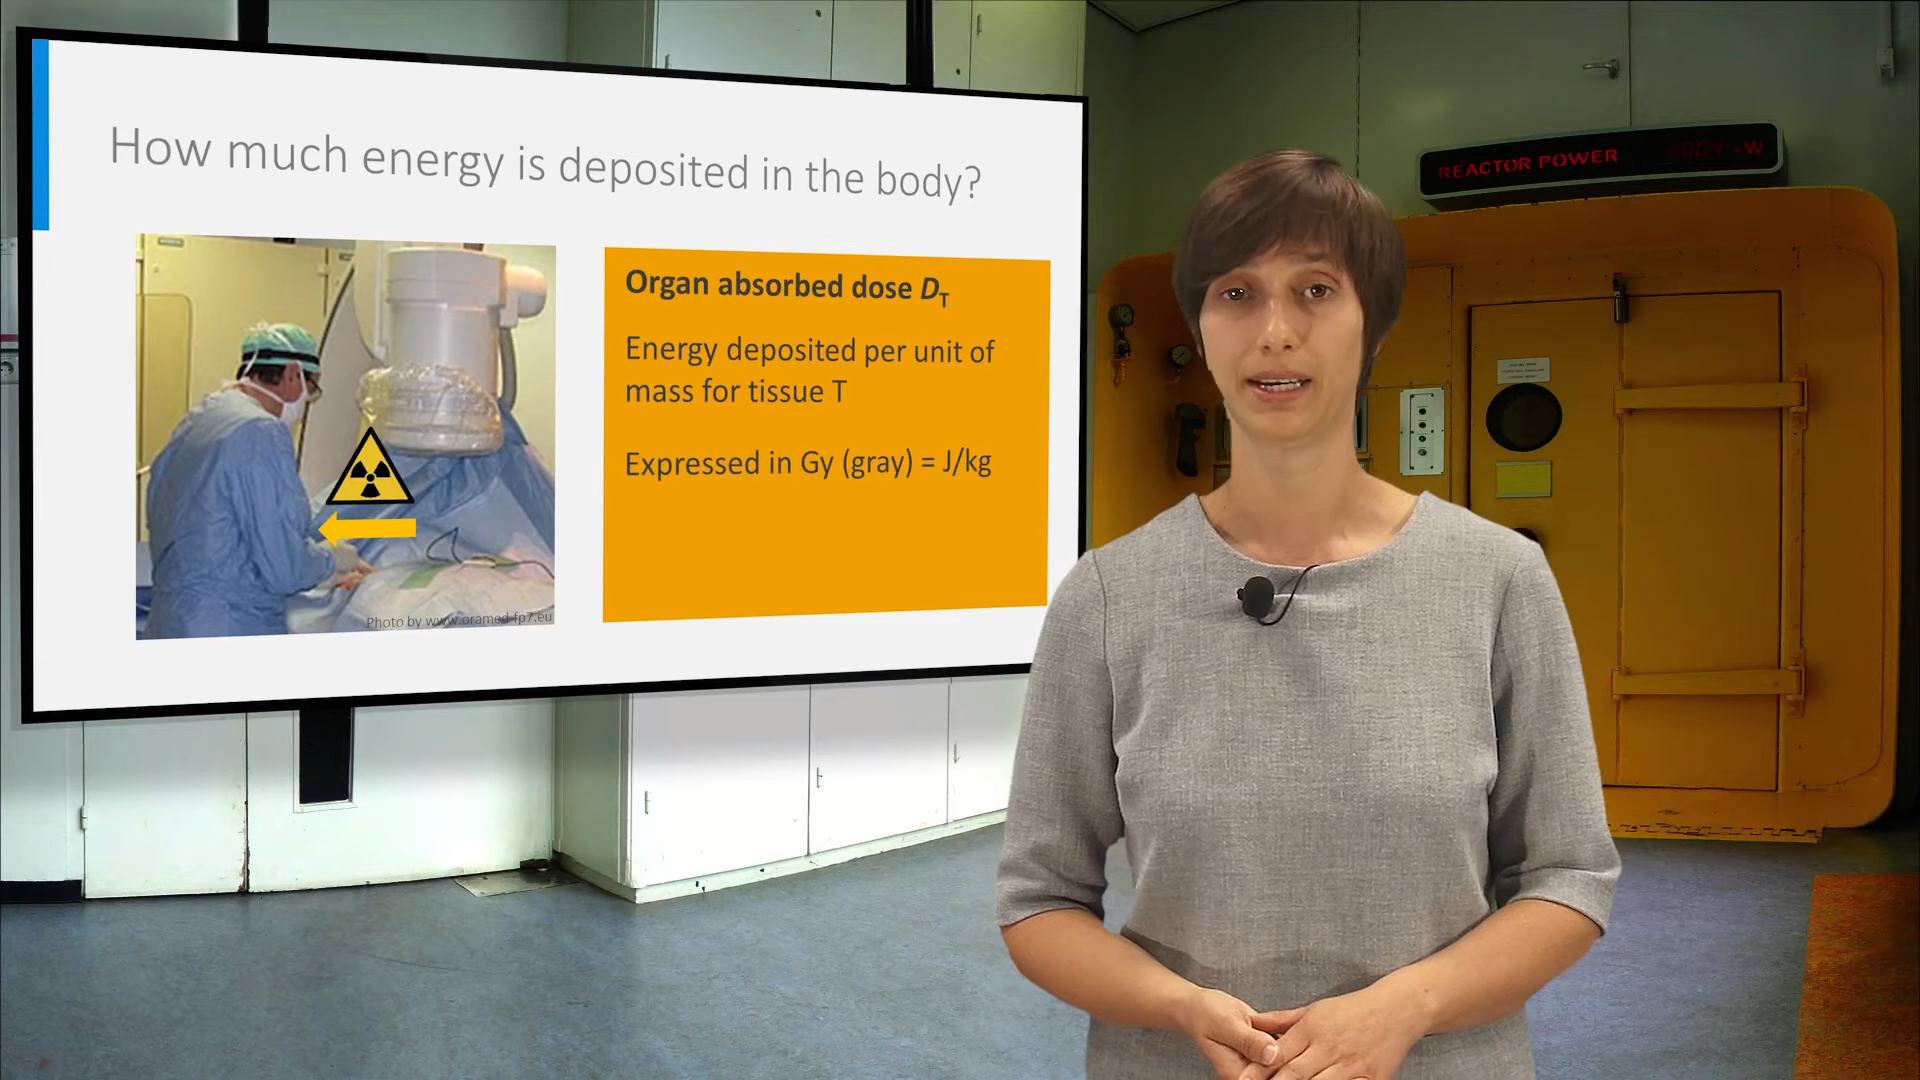 How much energy is deposited in the body?
Organ absorbed dose D_T
Energy deposited per unit of
mass for tissue T
Expressed in Gy (gray) = J/kg
Photo by www.oramed-fp7.eu
REACTOR POWER